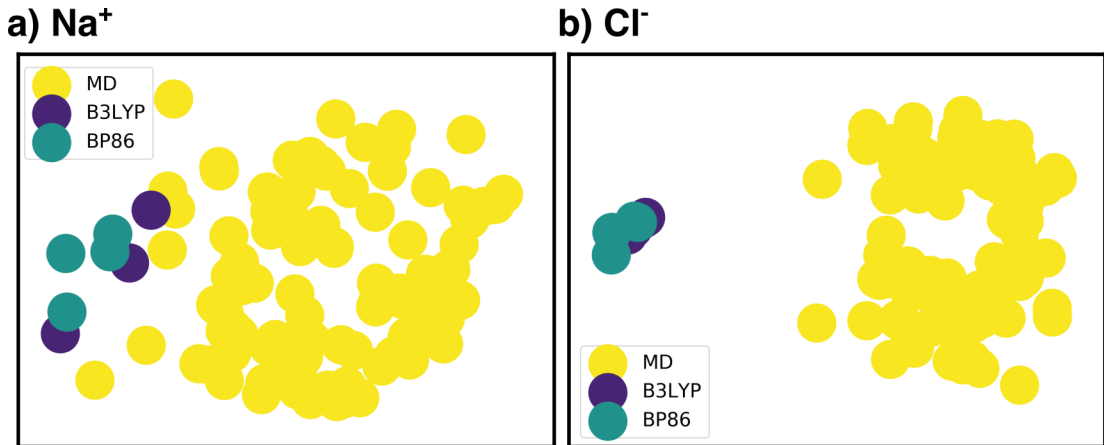 a) Na⁺
MD
B3LYP
BP86
b) Cl⁻
MD
B3LYP
BP86